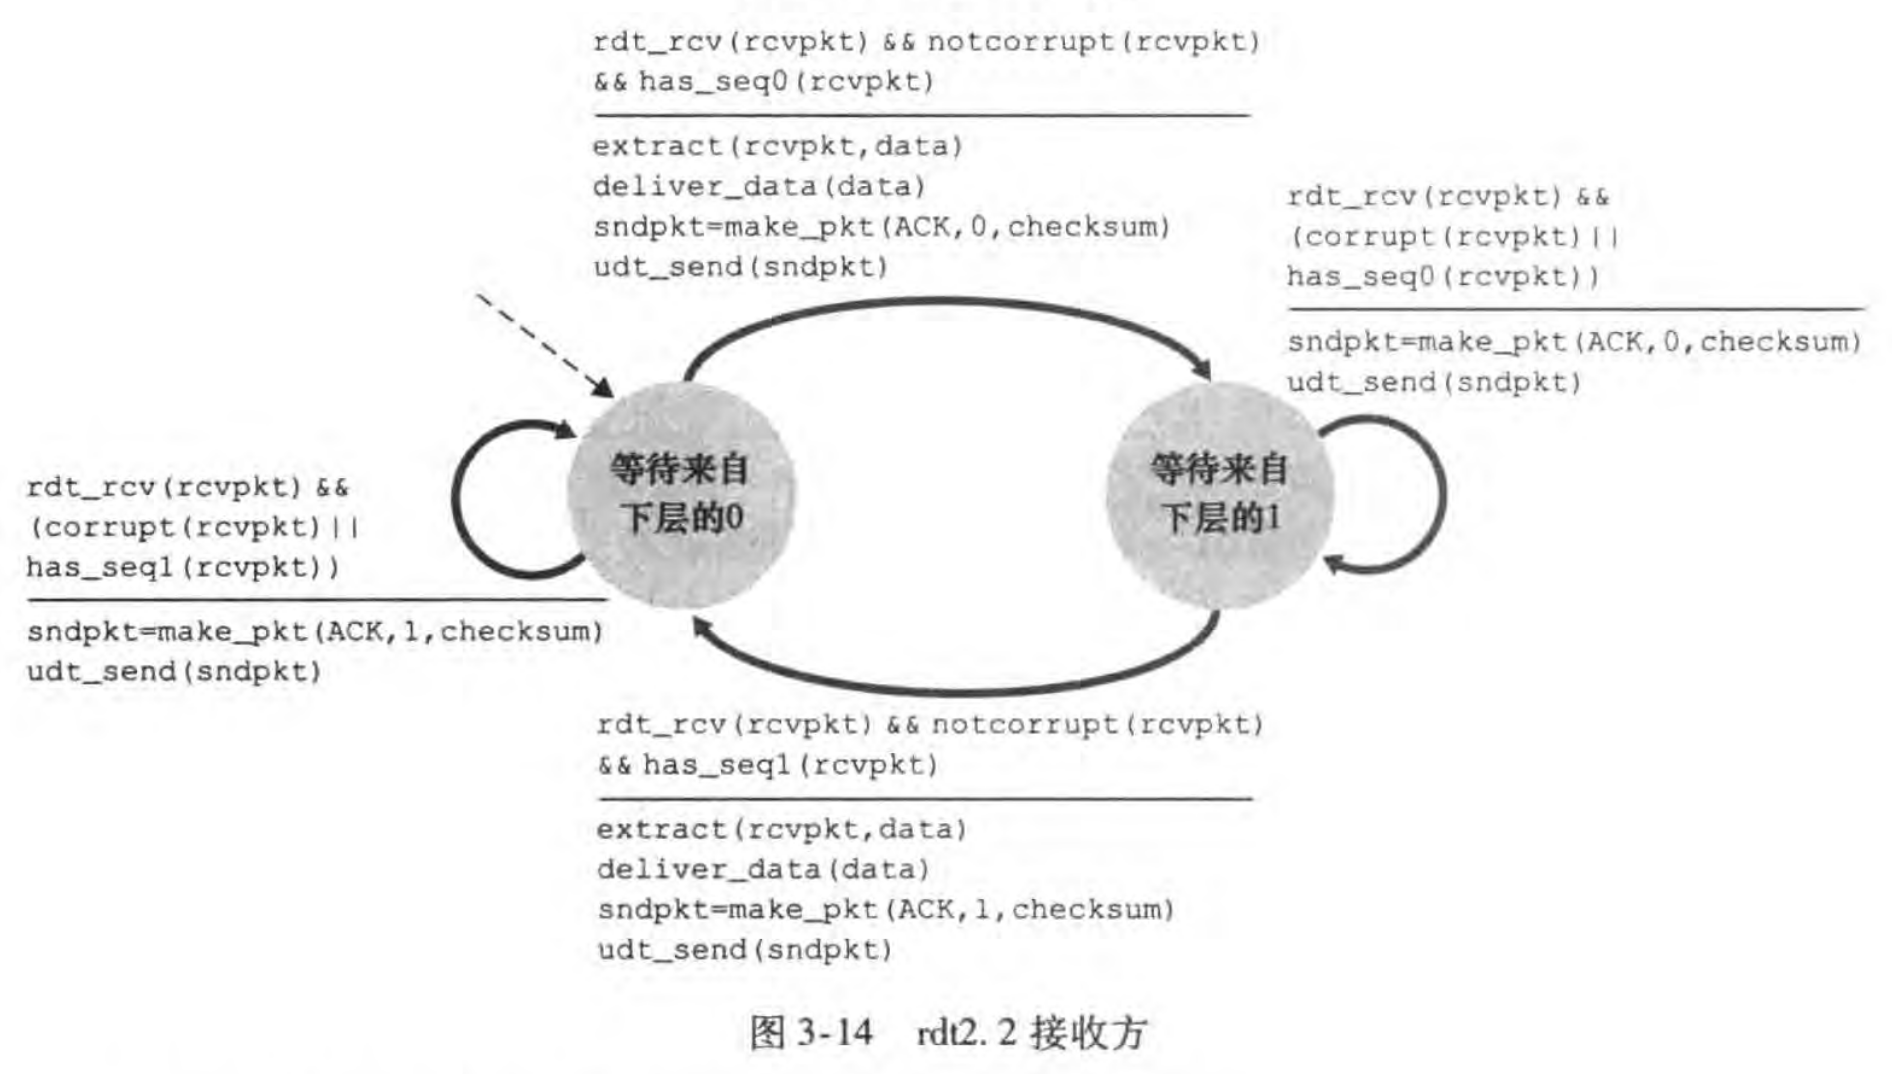 rdt_rcv(rcvpkt) && notcorrupt(rcvpkt)
&& has_seq0(rcvpkt)
extract(rcvpkt,data)
deliver_data(data)
sndpkt=make_pkt(ACK,0,checksum)
udt_send(sndpkt)
rdt_rcv(rcvpkt) &&
(corrupt(rcvpkt)||
has_seq0(rcvpkt))
sndpkt=make_pkt(ACK,0,checksum)
udt_send(sndpkt)
等待来自
下层的0
等待来自
下层的1
rdt_rcv(rcvpkt) &&
(corrupt(rcvpkt)||
has_seq1(rcvpkt))
sndpkt=make_pkt(ACK,1,checksum)
udt_send(sndpkt)
rdt_rcv(rcvpkt) && notcorrupt(rcvpkt)
&& has_seq1(rcvpkt)
extract(rcvpkt,data)
deliver_data(data)
sndpkt=make_pkt(ACK,1,checksum)
udt_send(sndpkt)
图 3-14 rdt2. 2 接收方